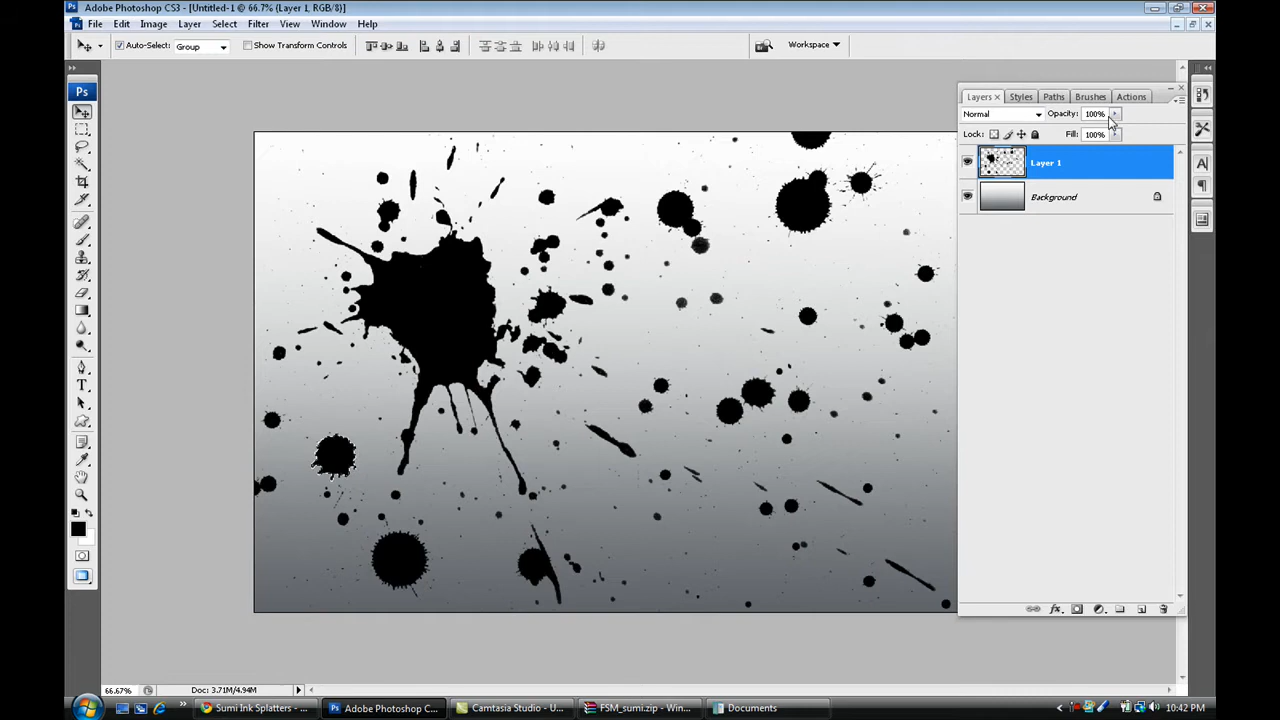 Adobe Photoshop CS3 - [Untitled-1 @ 66.7% (Layer 1, RGB/8)]
File Edit Image Layer Select Filter View Window Help
Auto-Select: Group Show Transform Controls Workspace
Ps
Layers Styles Paths Brushes Actions
Normal Opacity: 100%
Lock: Fill: 100%
Layer 1
Background
T
A
fx
66.67% Doc: 3.71M/4.94M
Sumi Ink Splatters - ... Adobe Photoshop C... Camtasia Studio - U... FSM_sumi.zip - Win... Documents 10:42 PM